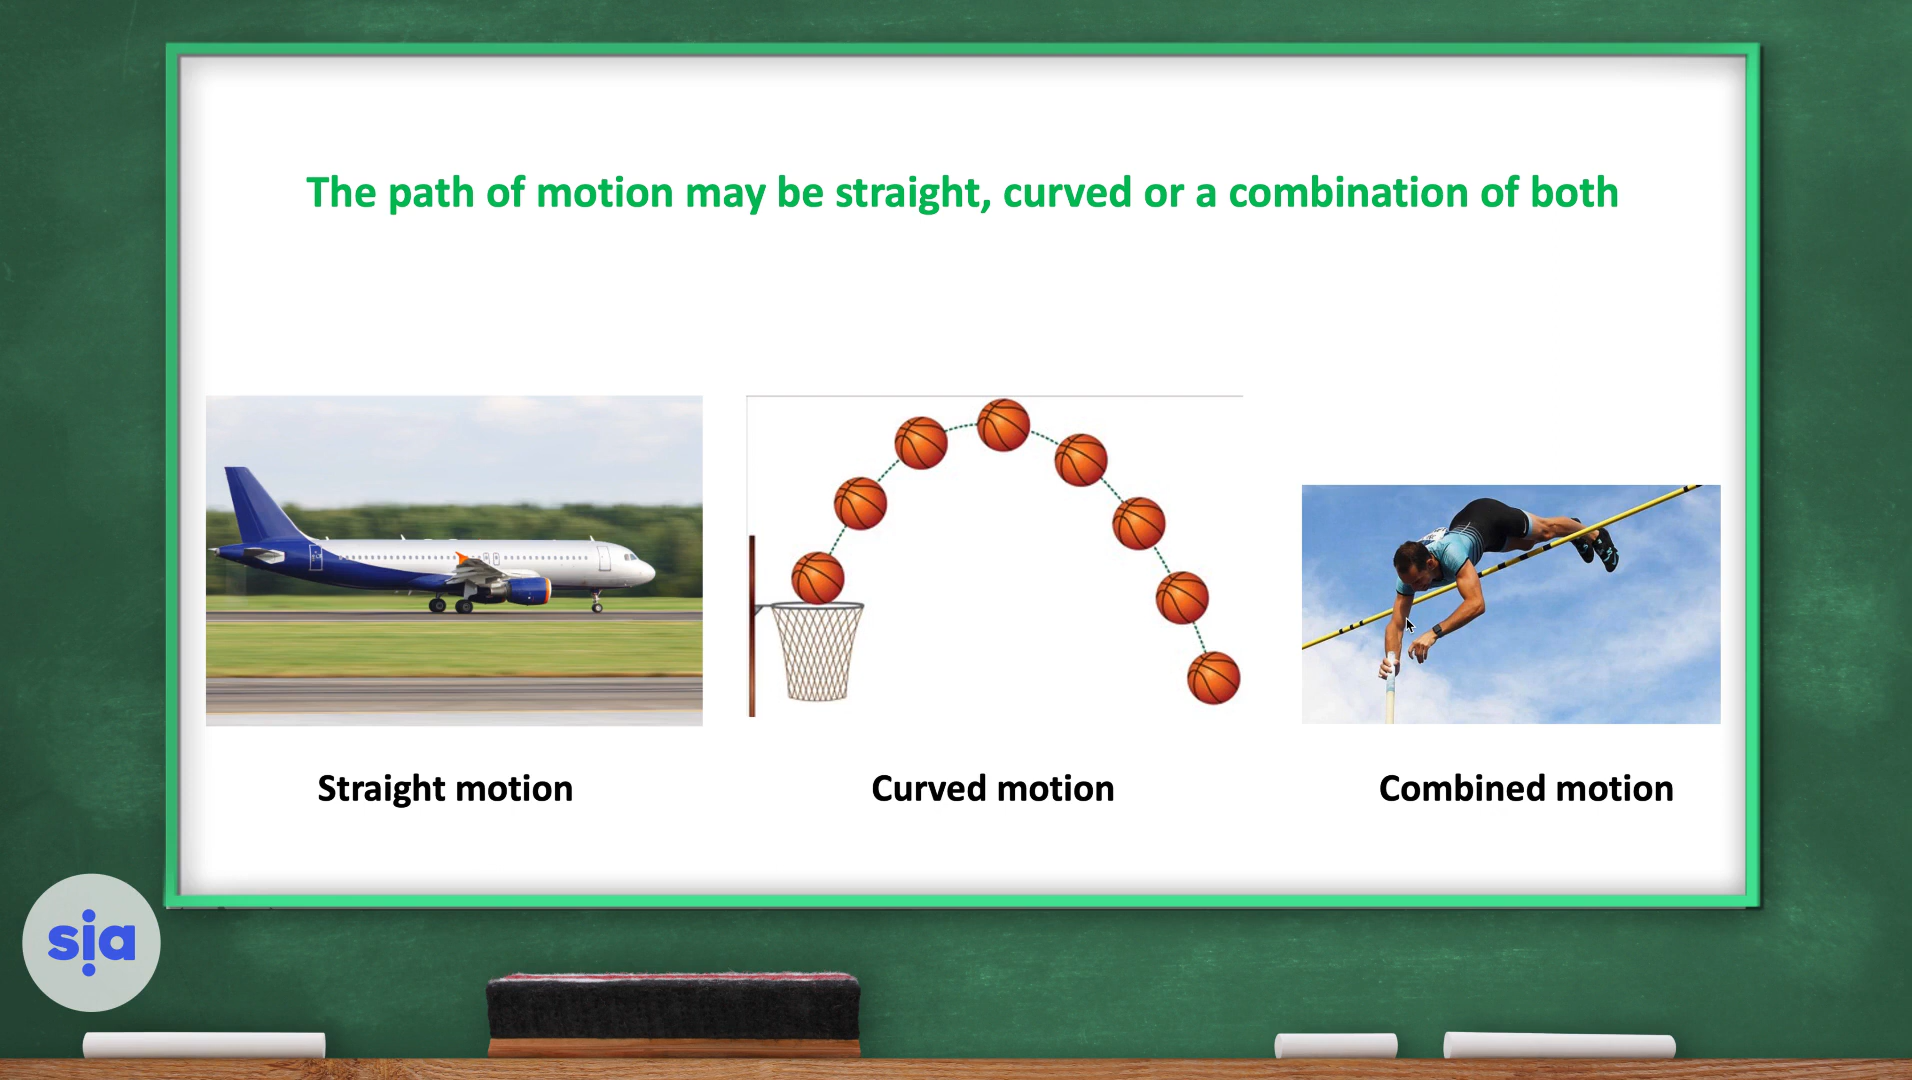 The path of motion may be straight, curved or a combination of both
Straight motion
Curved motion
Combined motion
sia